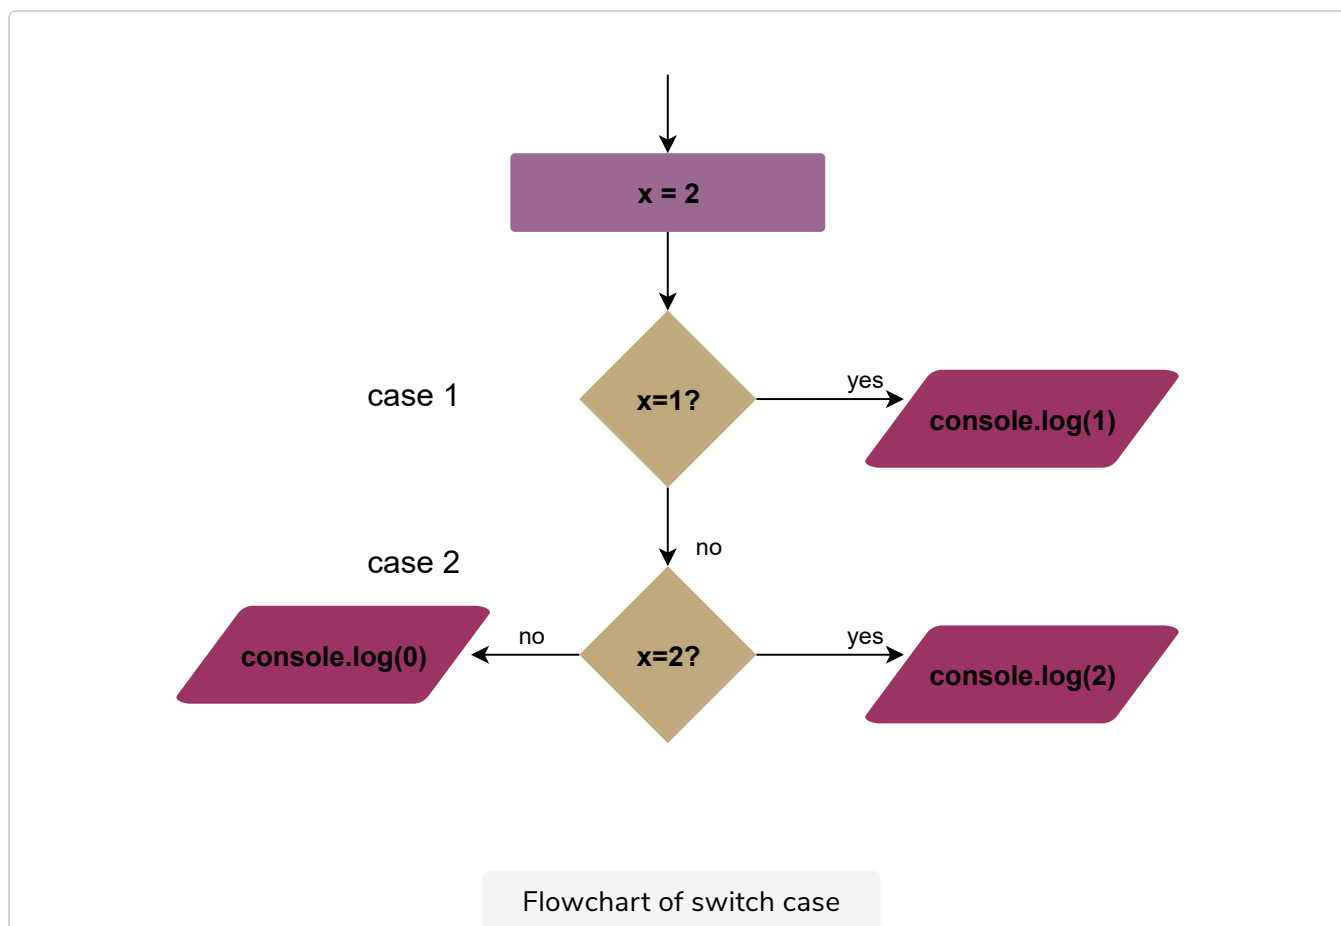 x = 2
case 1
x=1?
yes
console.log(1)
no
case 2
console.log(0)
no
x=2?
yes
console.log(2)
Flowchart of switch case